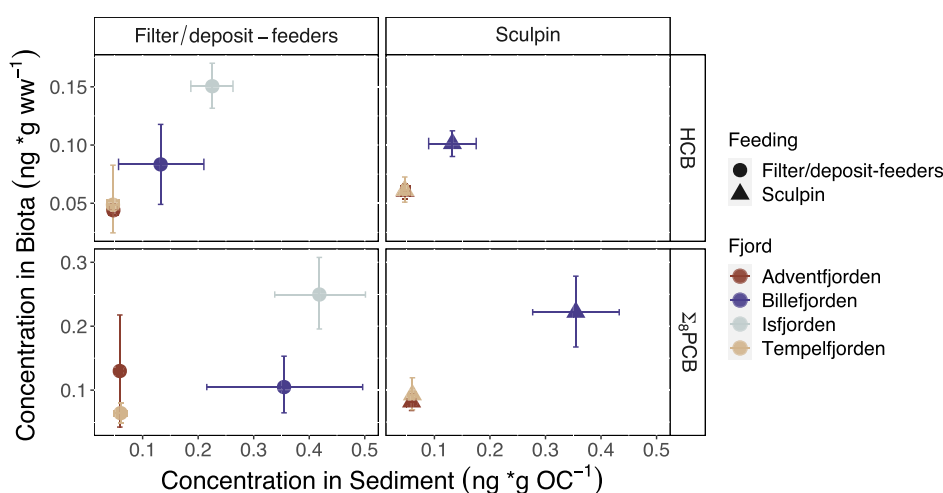 Filter/deposit−feeders
Sculpin
Concentration in Biota (ng *g ww⁻¹)
0.15
0.10
0.05
HCB
0.3
0.2
0.1
Σ₈PCB
0.1 0.2 0.3 0.4 0.5
0.1 0.2 0.3 0.4 0.5
Concentration in Sediment (ng *g OC⁻¹)
Feeding
Filter/deposit-feeders
Sculpin
Fjord
Adventfjorden
Billefjorden
Isfjorden
Tempelfjorden